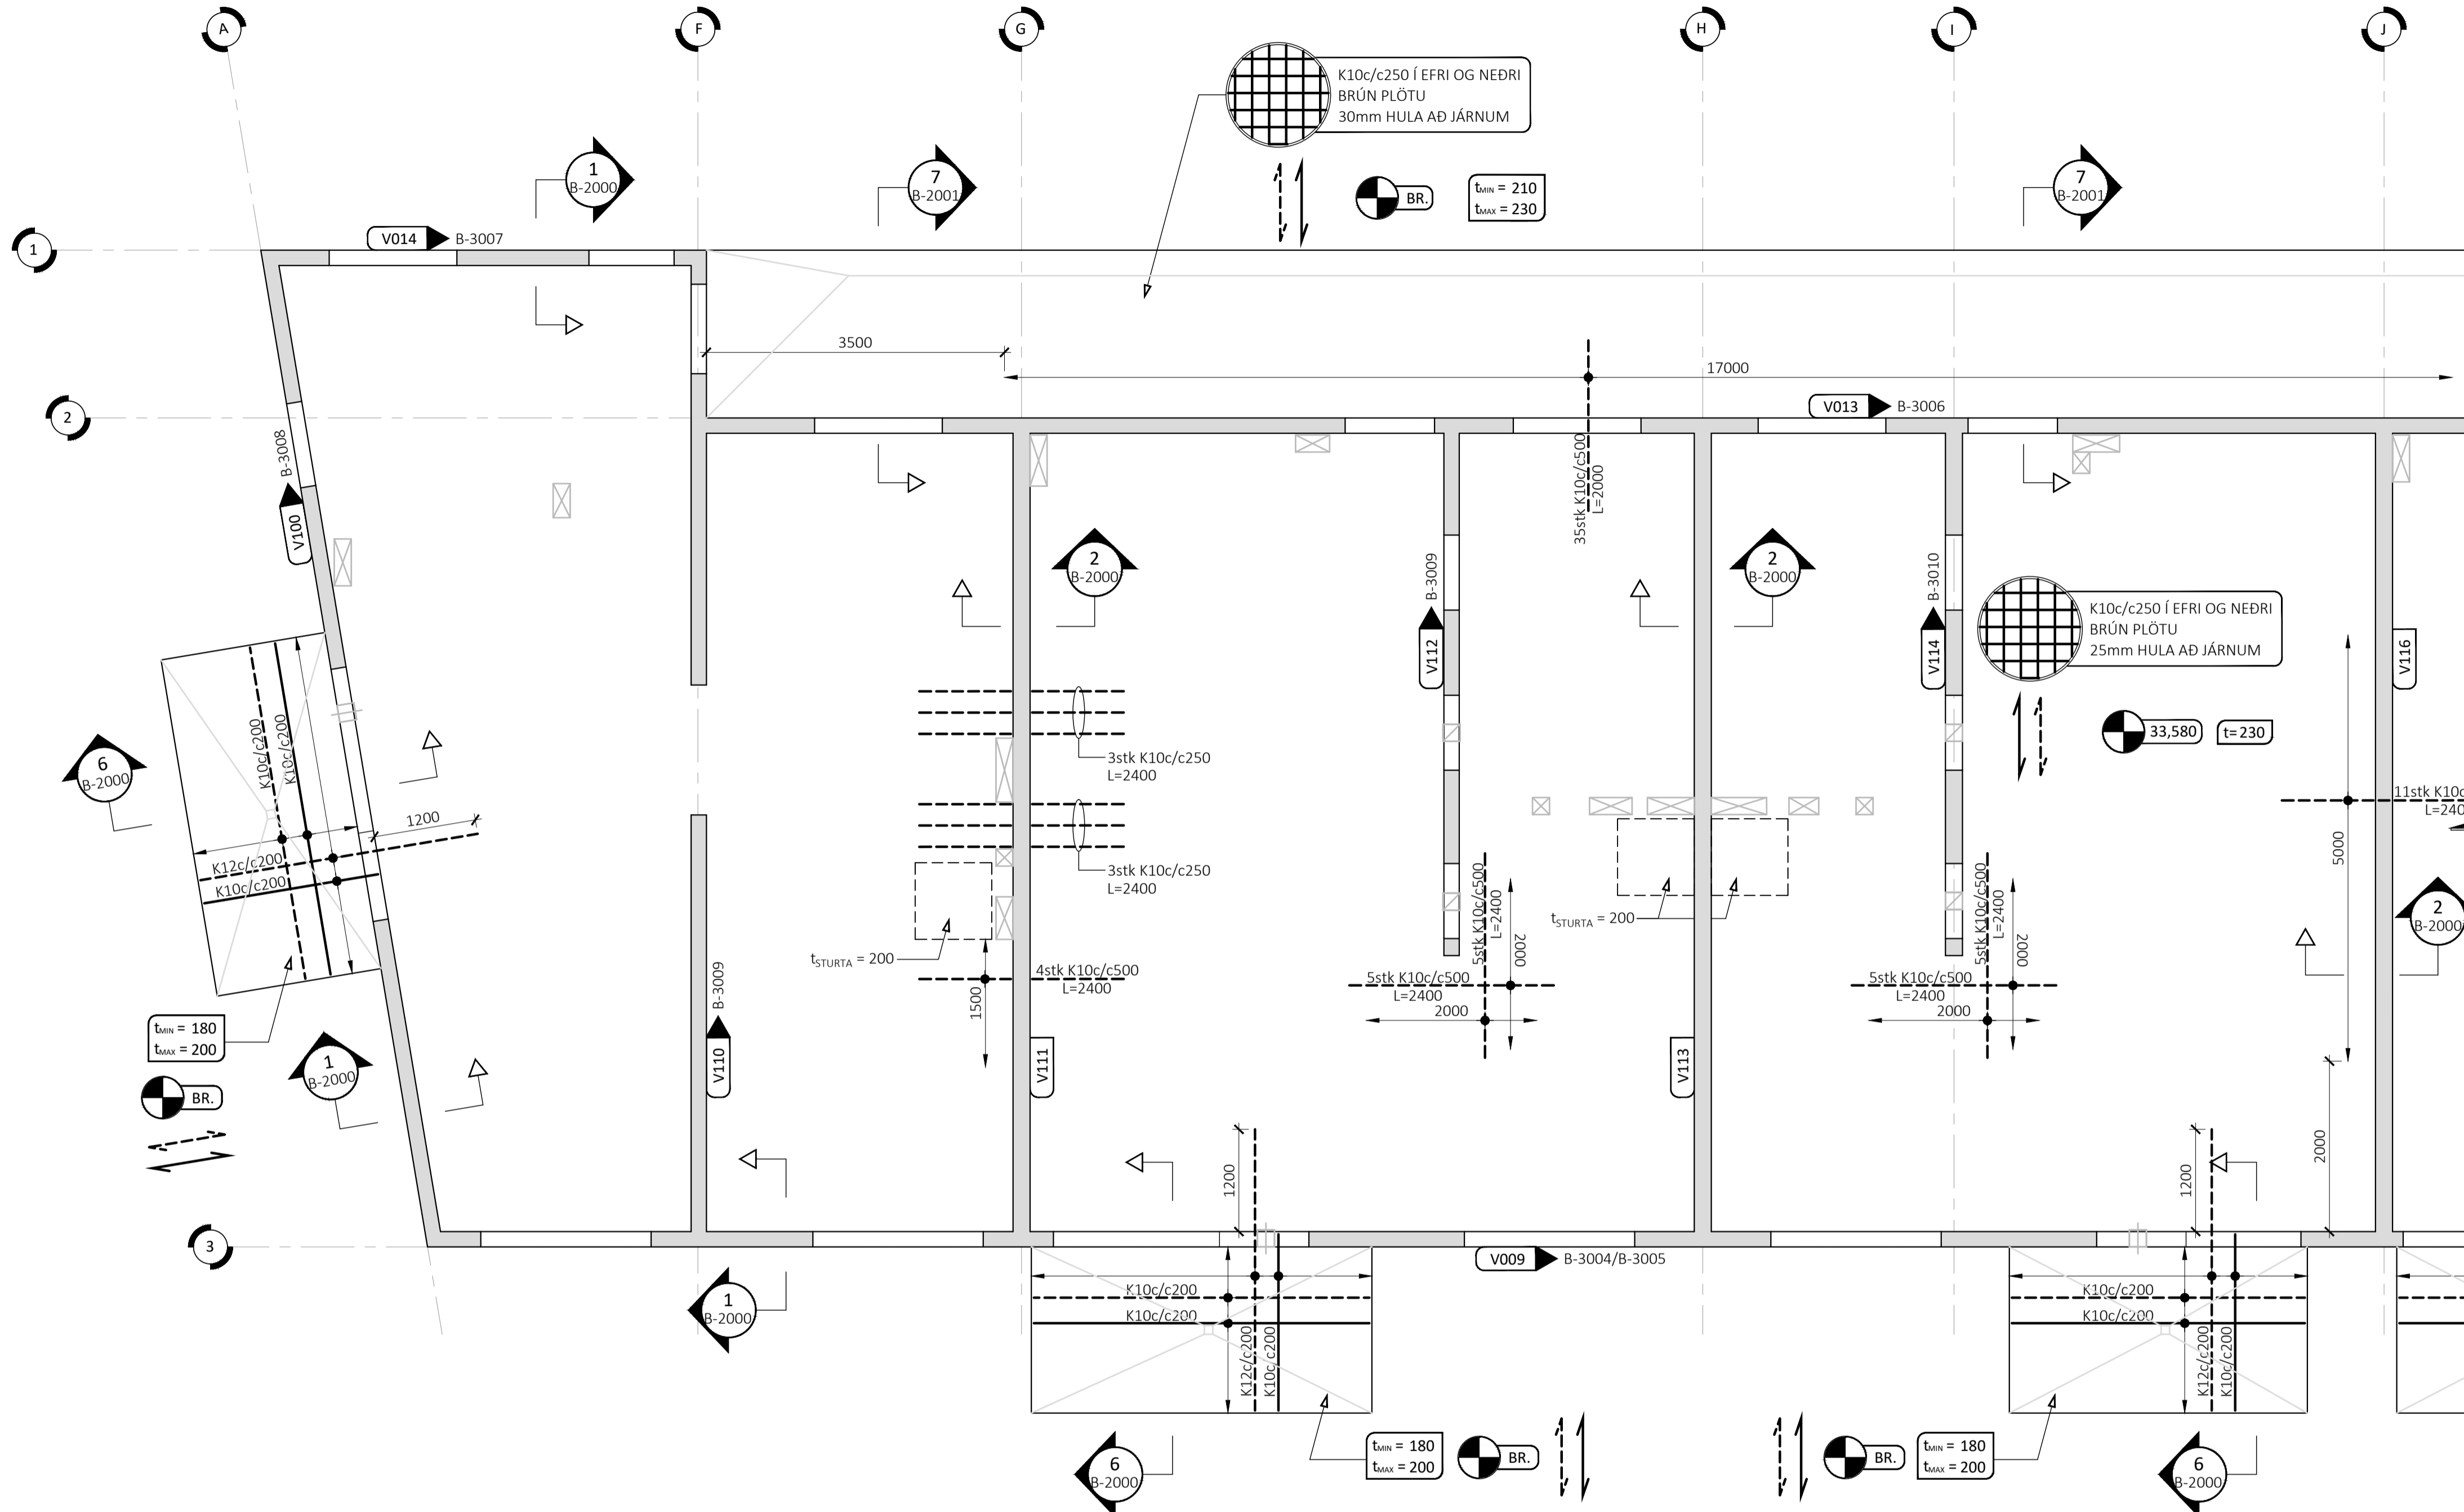 A
F
G
H
I
J
K10c/c250 Í EFRI OG NEÐRI
BRÚN PLÖTU
30mm HULA AÐ JÁRNUM
1
B-2000
7
B-2001
BR.
tMIN = 210
tMAX = 230
7
B-2001
1
V014
B-3007
3500
17000
2
V013
B-3006
B-3008
V100
35stk K10c/c500
L=2000
2
B-2000
B-3009
V112
2
B-2000
B-3010
V114
K10c/c250 Í EFRI OG NEÐRI
BRÚN PLÖTU
25mm HULA AÐ JÁRNUM
V116
33,580
t=230
K10c/c200
K10c/c200
6
B-2000
1200
K12c/c200
K10c/c200
3stk K10c/c250
L=2400
3stk K10c/c250
L=2400
11stk K10c
L=240
5000
tSTURTA = 200
tSTURTA = 200
5stk K10c/c500
L=2400
2000
5stk K10c/c500
L=2400
2000
2
B-2000
4stk K10c/c500
L=2400
1500
5stk K10c/c500
L=2400
2000
5stk K10c/c500
L=2400
2000
tMIN = 180
tMAX = 200
BR.
1
B-2000
B-3009
V110
V111
V113
1200
1200
2000
3
V009
B-3004/B-3005
1
B-2000
K10c/c200
K10c/c200
K12c/c200
K10c/c200
K10c/c200
K10c/c200
K12c/c200
K10c/c200
6
B-2000
tMIN = 180
tMAX = 200
BR.
BR.
tMIN = 180
tMAX = 200
6
B-2000